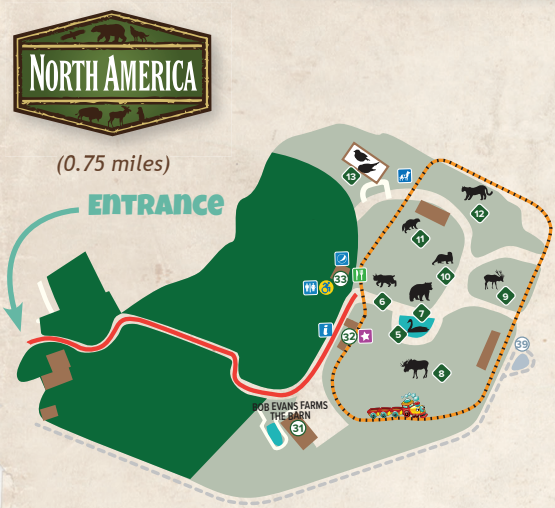 NORTH AMERICA
(0.75 miles)
ENTRANCE
13
12
11
10
33
9
6
7
i
32
5
39
8
BOB EVANS FARMS
THE BARN
31